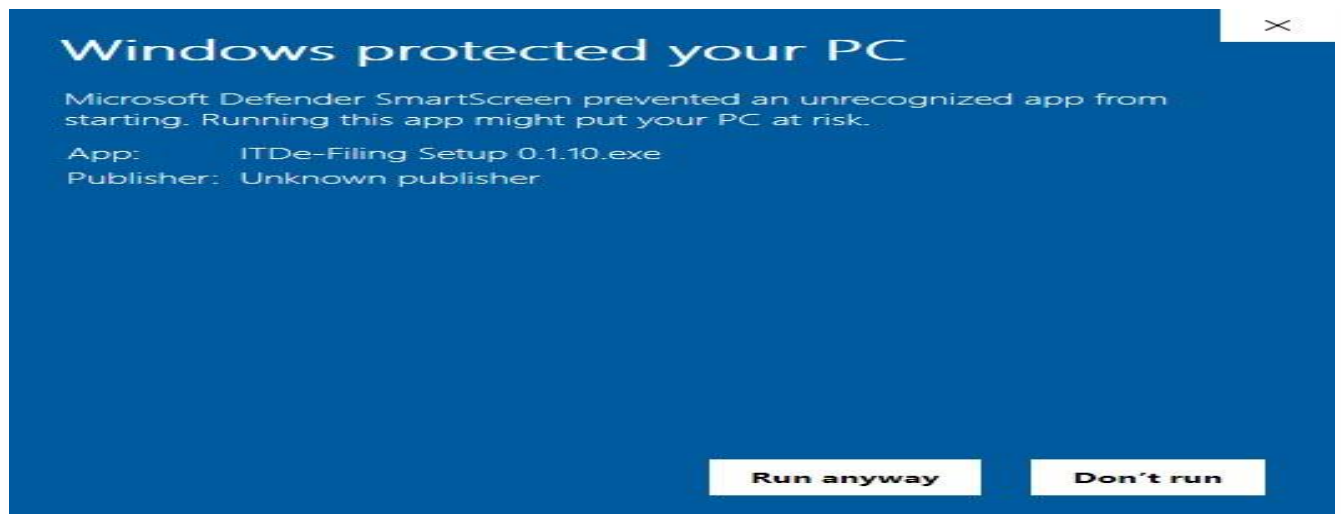 Windows protected your PC
Microsoft Defender SmartScreen prevented an unrecognized app from
starting. Running this app might put your PC at risk.
App: ITDe-Filing Setup 0.1.10.exe
Publisher: Unknown publisher
Run anyway Don't run